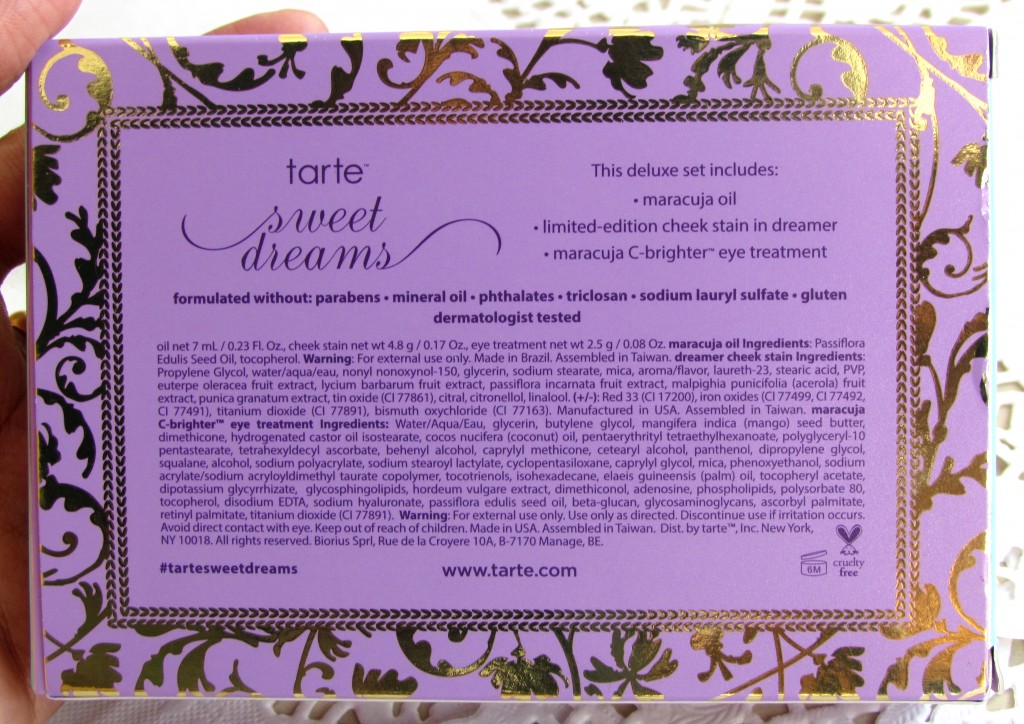 tarte™
sweet
dreams
This deluxe set includes:
• maracuja oil
• limited-edition cheek stain in dreamer
• maracuja C-brighter™ eye treatment
formulated without: parabens • mineral oil • phthalates • triclosan • sodium lauryl sulfate • gluten
dermatologist tested
oil net 7 mL / 0.23 Fl. Oz., cheek stain net wt 4.8 g / 0.17 Oz., eye treatment net wt 2.5 g / 0.08 Oz. maracuja oil Ingredients: Passiflora
Edulis Seed Oil, tocopherol. Warning: For external use only. Made in Brazil. Assembled in Taiwan. dreamer cheek stain Ingredients:
Propylene Glycol, water/aqua/eau, nonyl nonoxynol-150, glycerin, sodium stearate, mica, aroma/flavor, laureth-23, stearic acid, PVP,
euterpe oleracea fruit extract, lycium barbarum fruit extract, passiflora incarnata fruit extract, malpighia punicifolia (acerola) fruit
extract, punica granatum extract, tin oxide (CI 77861), citral, citronellol, linalool. (+/-): Red 33 (CI 17200), iron oxides (CI 77499, CI 77492,
CI 77491), titanium dioxide (CI 77891), bismuth oxychloride (CI 77163). Manufactured in USA. Assembled in Taiwan. maracuja
C-brighter™ eye treatment Ingredients: Water/Aqua/Eau, glycerin, butylene glycol, mangifera indica (mango) seed butter,
dimethicone, hydrogenated castor oil isostearate, cocos nucifera (coconut) oil, pentaerythrityl tetraethylhexanoate, polyglyceryl-10
pentastearate, tetrahexyldecyl ascorbate, behenyl alcohol, caprylyl methicone, cetearyl alcohol, panthenol, dipropylene glycol,
squalane, alcohol, sodium polyacrylate, sodium stearoyl lactylate, cyclopentasiloxane, caprylyl glycol, mica, phenoxyethanol, sodium
acrylate/sodium acryloyldimethyl taurate copolymer, tocotrienols, isohexadecane, elaeis guineensis (palm) oil, tocopheryl acetate,
dipotassium glycyrrhizate, glycosphingolipids, hordeum vulgare extract, dimethiconol, adenosine, phospholipids, polysorbate 80,
tocopherol, disodium EDTA, sodium hyaluronate, passiflora edulis seed oil, beta-glucan, glycosaminoglycans, ascorbyl palmitate,
retinyl palmitate, titanium dioxide (CI 77891). Warning: For external use only. Use only as directed. Discontinue use if irritation occurs.
Avoid direct contact with eye. Keep out of reach of children. Made in USA. Assembled in Taiwan. Dist. by tarte™, Inc. New York,
NY 10018. All rights reserved. Biorius Sprl, Rue de la Croyere 10A, B-7170 Manage, BE.
#tartesweetdreams
www.tarte.com
6M
cruelty
free